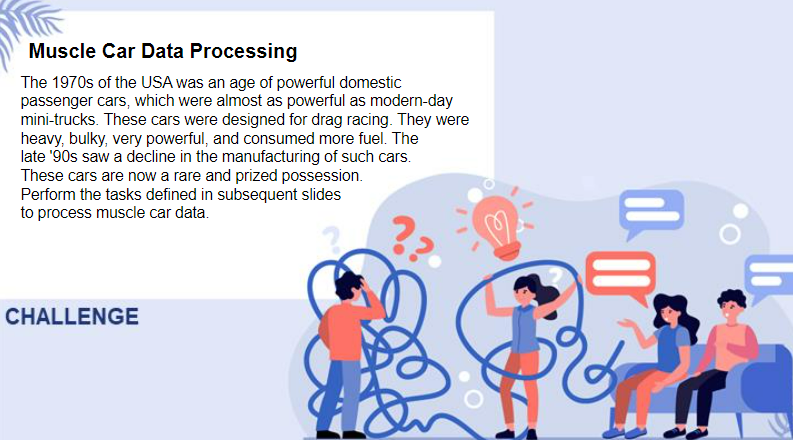 Muscle Car Data Processing
The 1970s of the USA was an age of powerful domestic
passenger cars, which were almost as powerful as modern-day
mini-trucks. These cars were designed for drag racing. They were
heavy, bulky, very powerful, and consumed more fuel. The
late '90s saw a decline in the manufacturing of such cars.
These cars are now a rare and prized possession.
Perform the tasks defined in subsequent slides
to process muscle car data.
CHALLENGE